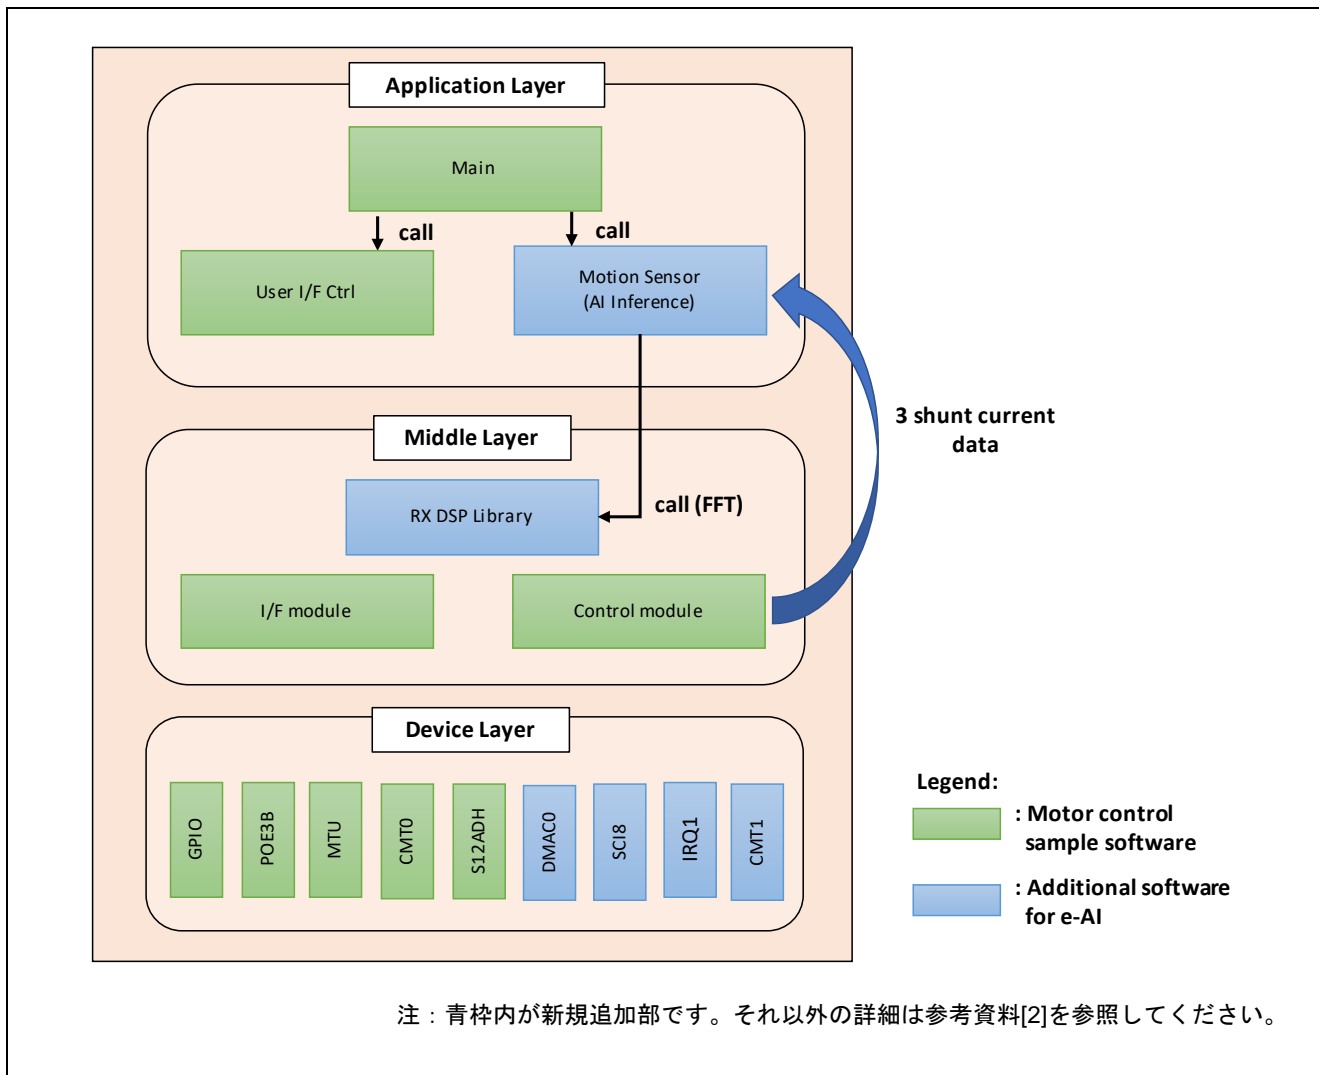 Application Layer
Main
call
call
User I/F Ctrl
Motion Sensor
(AI Inference)
3 shunt current
data
Middle Layer
RX DSP Library
call (FFT)
I/F module
Control module
Device Layer
GPIO
POE3B
MTU
CMT0
S12ADH
DMAC0
SCI8
IRQ1
CMT1
Legend:
: Motor control
sample software
: Additional software
for e-AI
注：青枠内が新規追加部です。それ以外の詳細は参考資料[2]を参照してください。